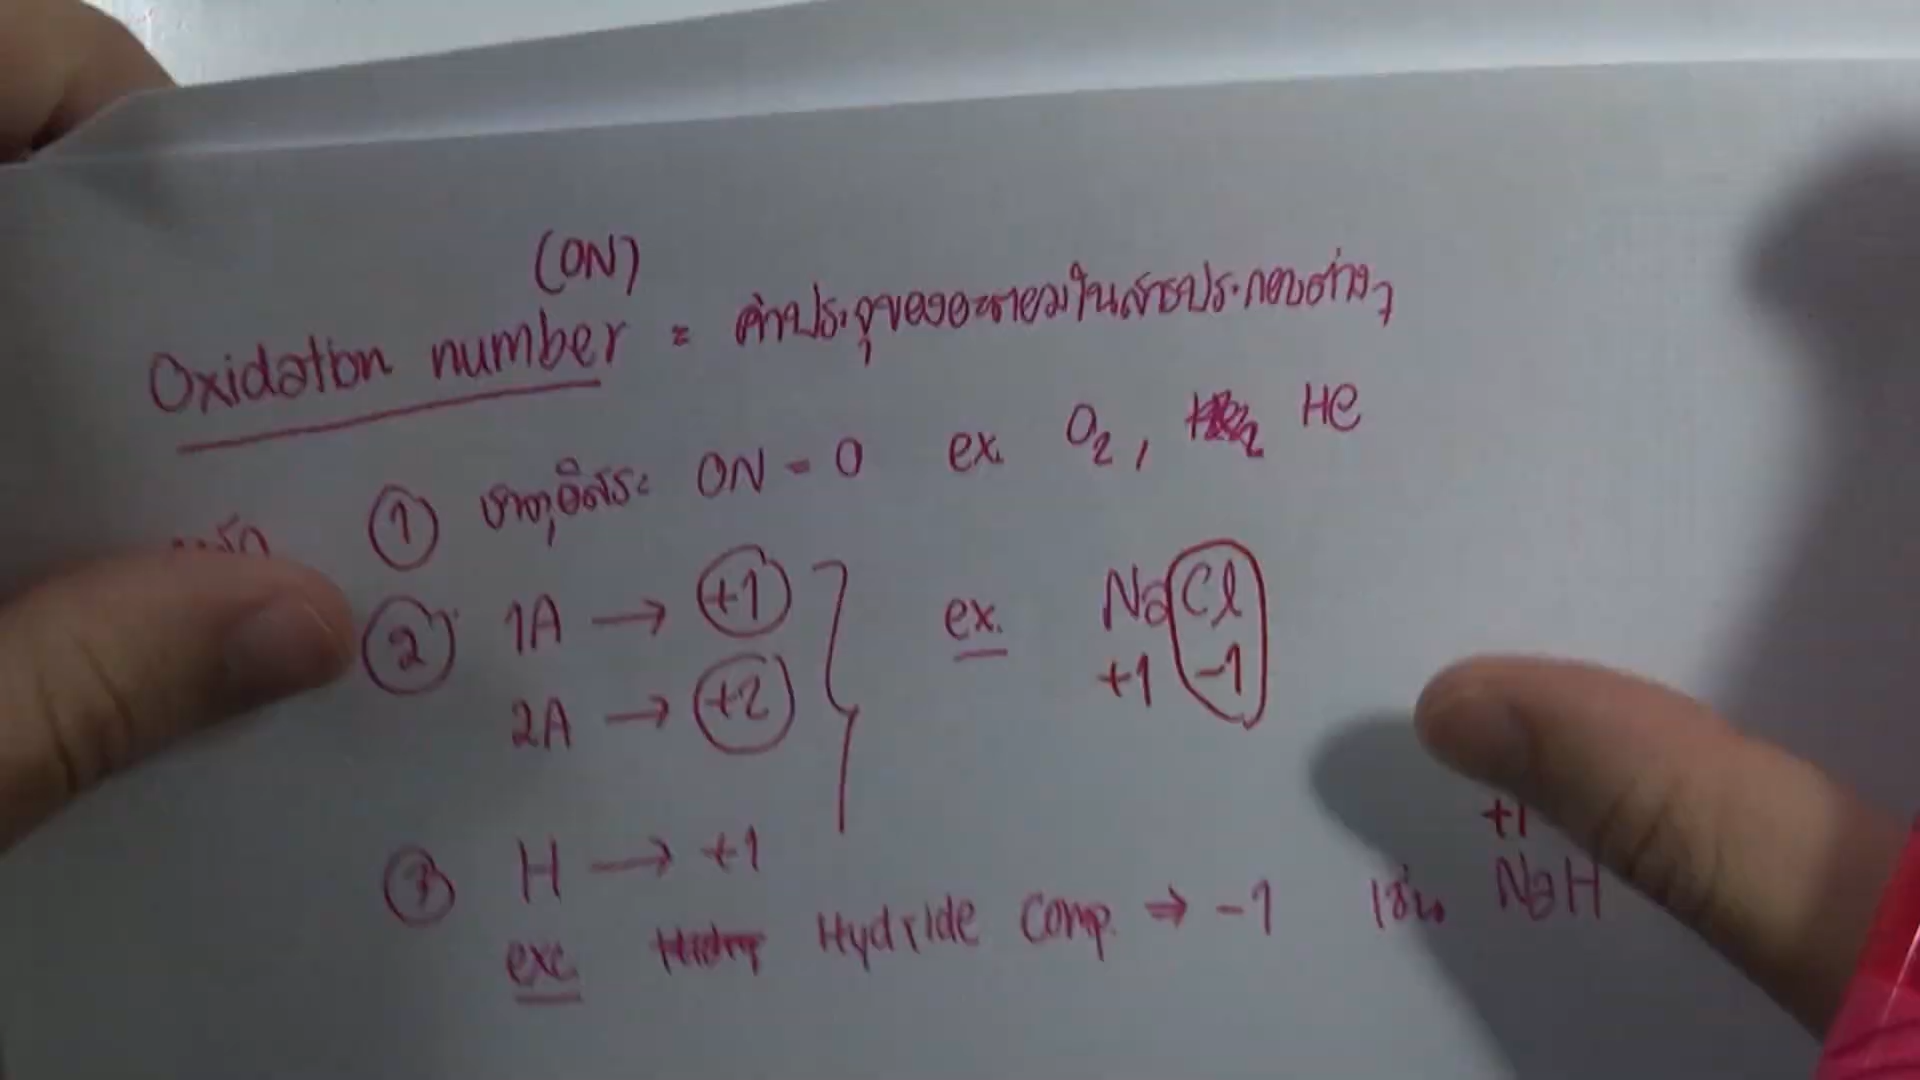 (ON)
Oxidation number = ค่าประจุของอะตอมในสารประกอบต่างๆ
① ธาตุอิสระ ON = 0 ex. O₂, He
② 1A → +1 ex. NaCl
+1 -1
2A → +2
③ H → +1
+1
exc. Hydride Comp. ⇒ -1 เช่น NaH